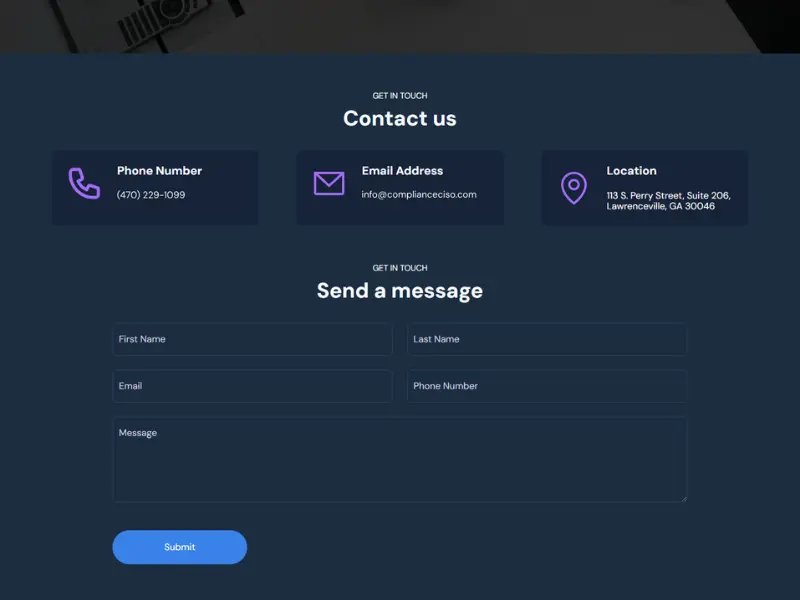 GET IN TOUCH
Contact us
Phone Number
(470) 229-1099
Email Address
info@complianceciso.com
Location
113 S. Perry Street, Suite 206,
Lawrenceville, GA 30046
GET IN TOUCH
Send a message
First Name
Last Name
Email
Phone Number
Message
Submit